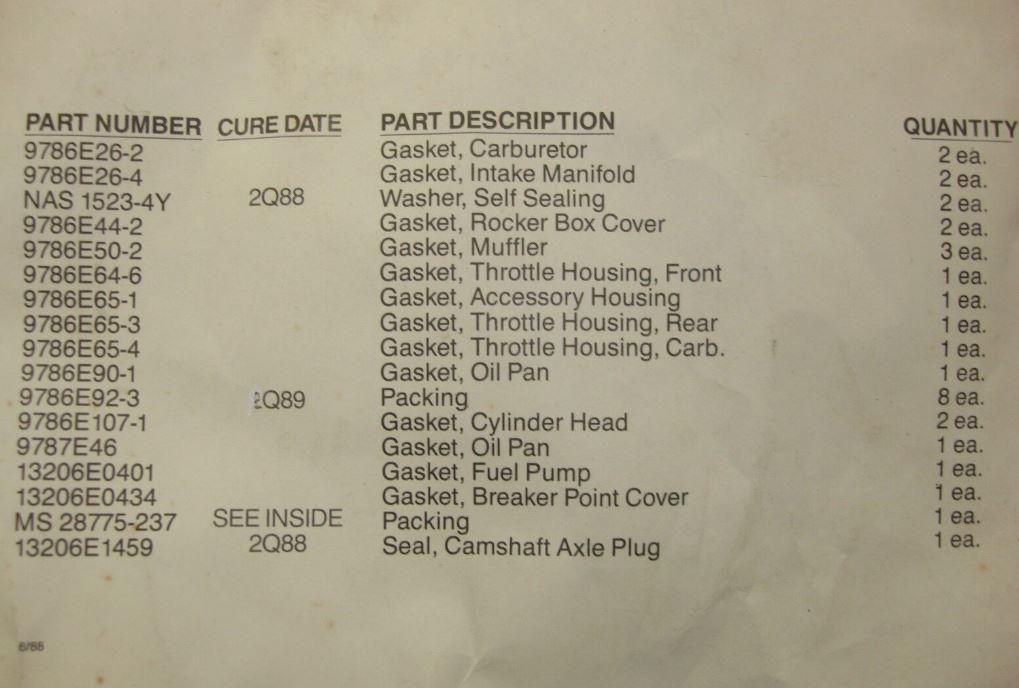 PART NUMBER CURE DATE PART DESCRIPTION QUANTITY
9786E26-2 Gasket, Carburetor 2 ea.
9786E26-4 Gasket, Intake Manifold 2 ea.
NAS 1523-4Y 2Q88 Washer, Self Sealing 2 ea.
9786E44-2 Gasket, Rocker Box Cover 2 ea.
9786E50-2 Gasket, Muffler 3 ea.
9786E64-6 Gasket, Throttle Housing, Front 1 ea.
9786E65-1 Gasket, Accessory Housing 1 ea.
9786E65-3 Gasket, Throttle Housing, Rear 1 ea.
9786E65-4 Gasket, Throttle Housing, Carb. 1 ea.
9786E90-1 Gasket, Oil Pan 1 ea.
9786E92-3 2Q89 Packing 8 ea.
9786E107-1 Gasket, Cylinder Head 2 ea.
9787E46 Gasket, Oil Pan 1 ea.
13206E0401 Gasket, Fuel Pump 1 ea.
13206E0434 Gasket, Breaker Point Cover 1 ea.
MS 28775-237 SEE INSIDE Packing 1 ea.
13206E1459 2Q88 Seal, Camshaft Axle Plug 1 ea.
6/88